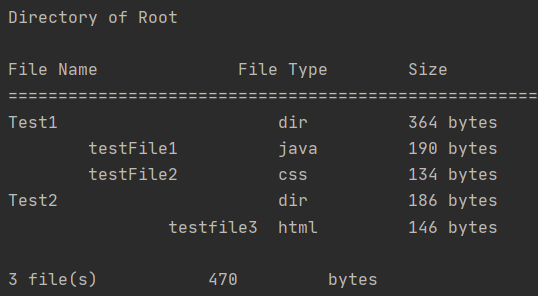 Directory of Root
File Name File Type Size
=====================================================
Test1 dir 364 bytes
testFile1 java 190 bytes
testFile2 css 134 bytes
Test2 dir 186 bytes
testfile3 html 146 bytes
3 file(s) 470 bytes